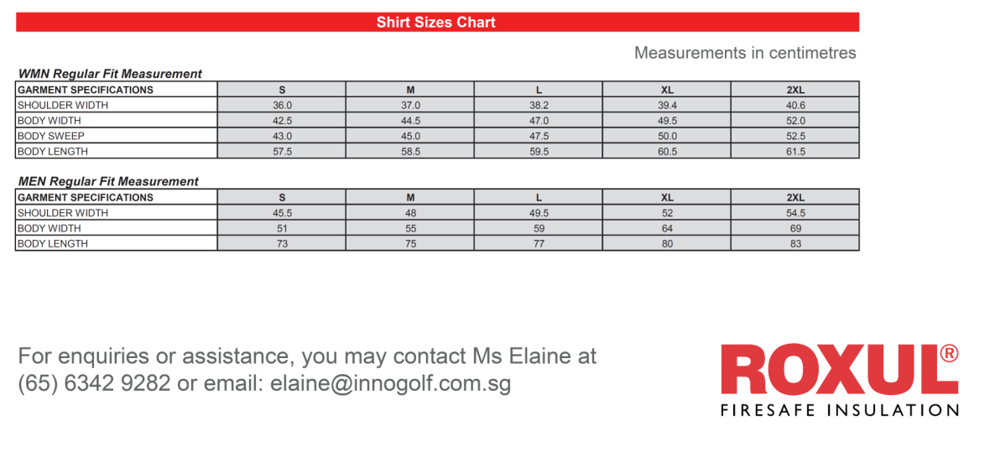 Shirt Sizes Chart
Measurements in centimetres
WMN Regular Fit Measurement
GARMENT SPECIFICATIONS S M L XL 2XL
SHOULDER WIDTH 36.0 37.0 38.2 39.4 40.6
BODY WIDTH 42.5 44.5 47.0 49.5 52.0
BODY SWEEP 43.0 45.0 47.5 50.0 52.5
BODY LENGTH 57.5 58.5 59.5 60.5 61.5
MEN Regular Fit Measurement
GARMENT SPECIFICATIONS S M L XL 2XL
SHOULDER WIDTH 45.5 48 49.5 52 54.5
BODY WIDTH 51 55 59 64 69
BODY LENGTH 73 75 77 80 83
For enquiries or assistance, you may contact Ms Elaine at
(65) 6342 9282 or email: elaine@innogolf.com.sg
ROXUL®
FIRESAFE INSULATION